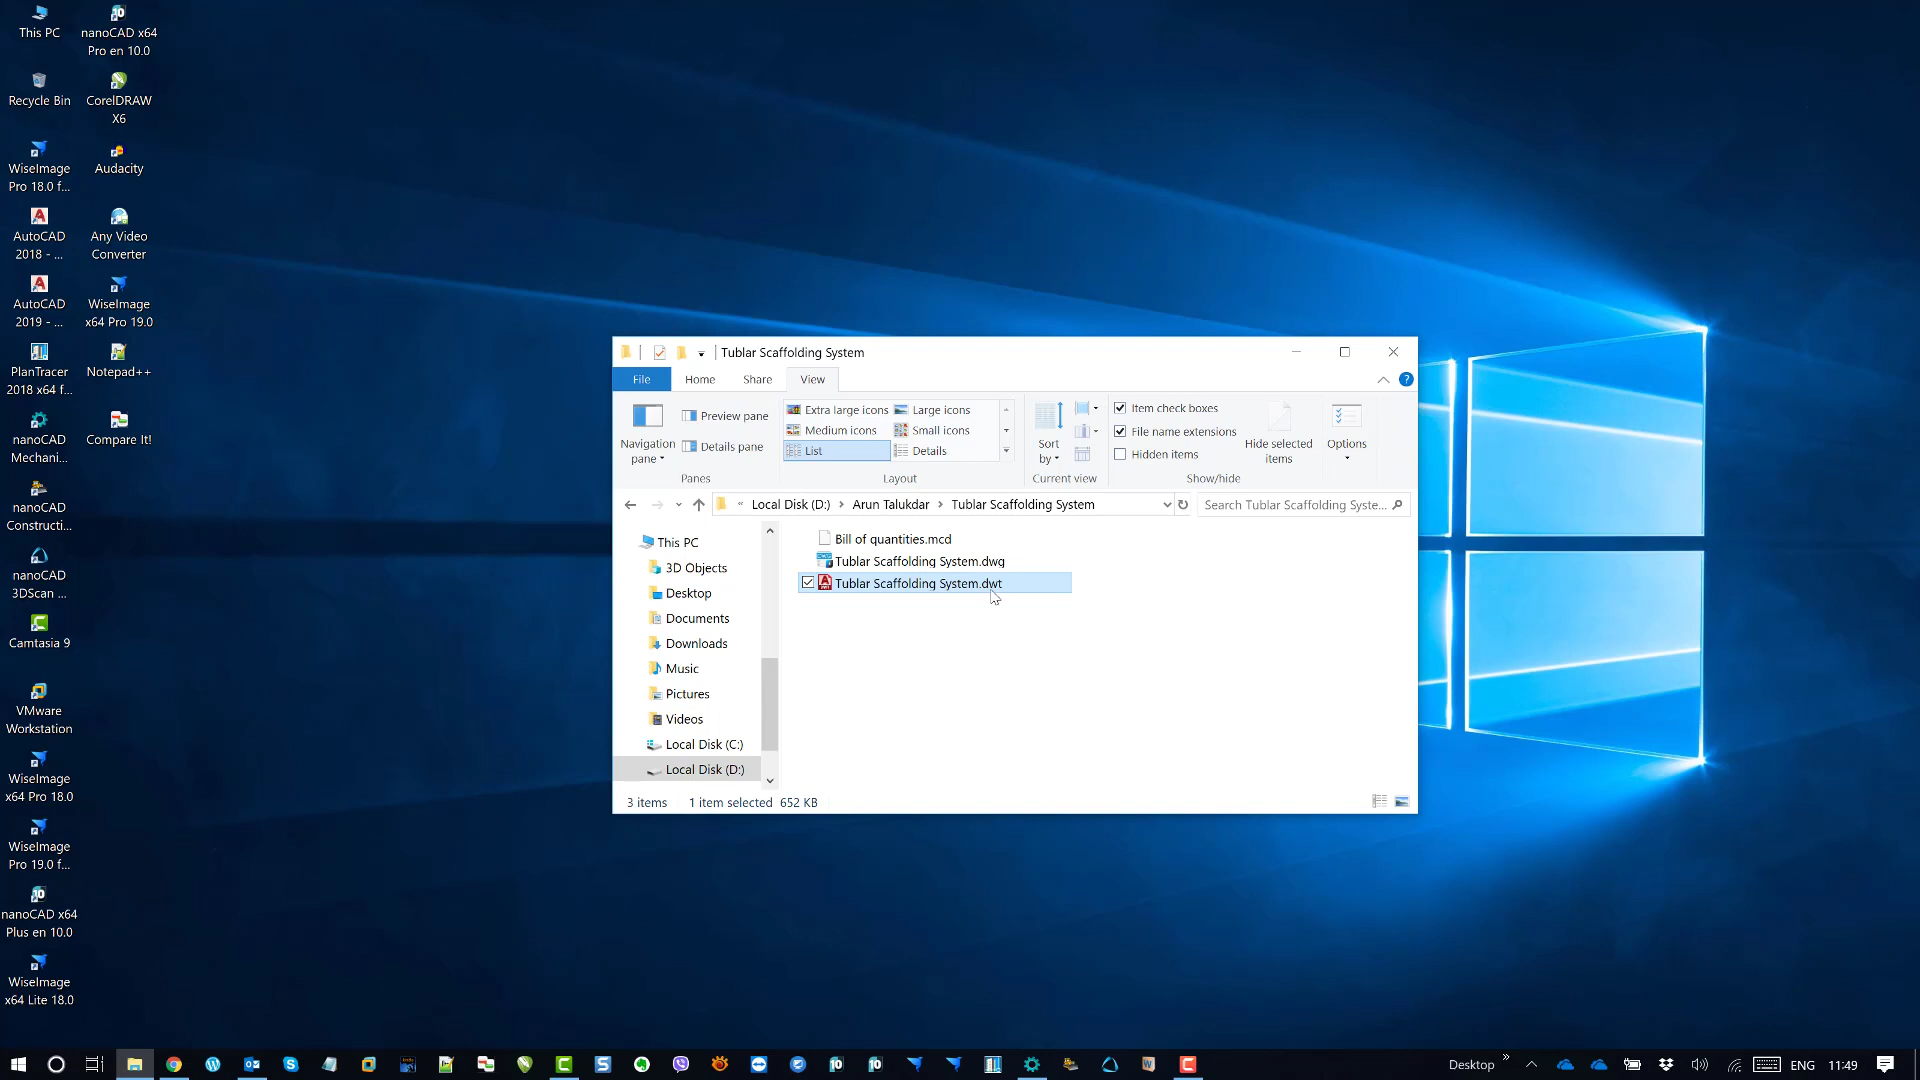 This PC
nanoCAD x64
Pro en 10.0
Recycle Bin
CorelDRAW
X6
WiseImage
Pro 18.0 f...
Audacity
AutoCAD
2018 - ...
Any Video
Converter
AutoCAD
2019 - ...
WiseImage
x64 Pro 19.0
PlanTracer
2018 x64 f...
Notepad++
nanoCAD
Mechani...
Compare It!
nanoCAD
Constructi...
nanoCAD
3DScan ...
Camtasia 9
VMware
Workstation
WiseImage
x64 Pro 18.0
WiseImage
Pro 19.0 f...
nanoCAD x64
Plus en 10.0
WiseImage
x64 Lite 18.0
Tublar Scaffolding System
File
Home
Share
View
Navigation
pane
Preview pane
Details pane
Panes
Extra large icons
Large icons
Medium icons
Small icons
List
Details
Layout
Sort
by
Current view
Item check boxes
File name extensions
Hidden items
Hide selected
items
Show/hide
Options
« Local Disk (D:) › Arun Talukdar › Tublar Scaffolding System
Search Tublar Scaffolding Syste...
This PC
3D Objects
Desktop
Documents
Downloads
Music
Pictures
Videos
Local Disk (C:)
Local Disk (D:)
Bill of quantities.mcd
Tublar Scaffolding System.dwg
Tublar Scaffolding System.dwt
3 items
1 item selected 652 KB
Desktop
ENG
11:49